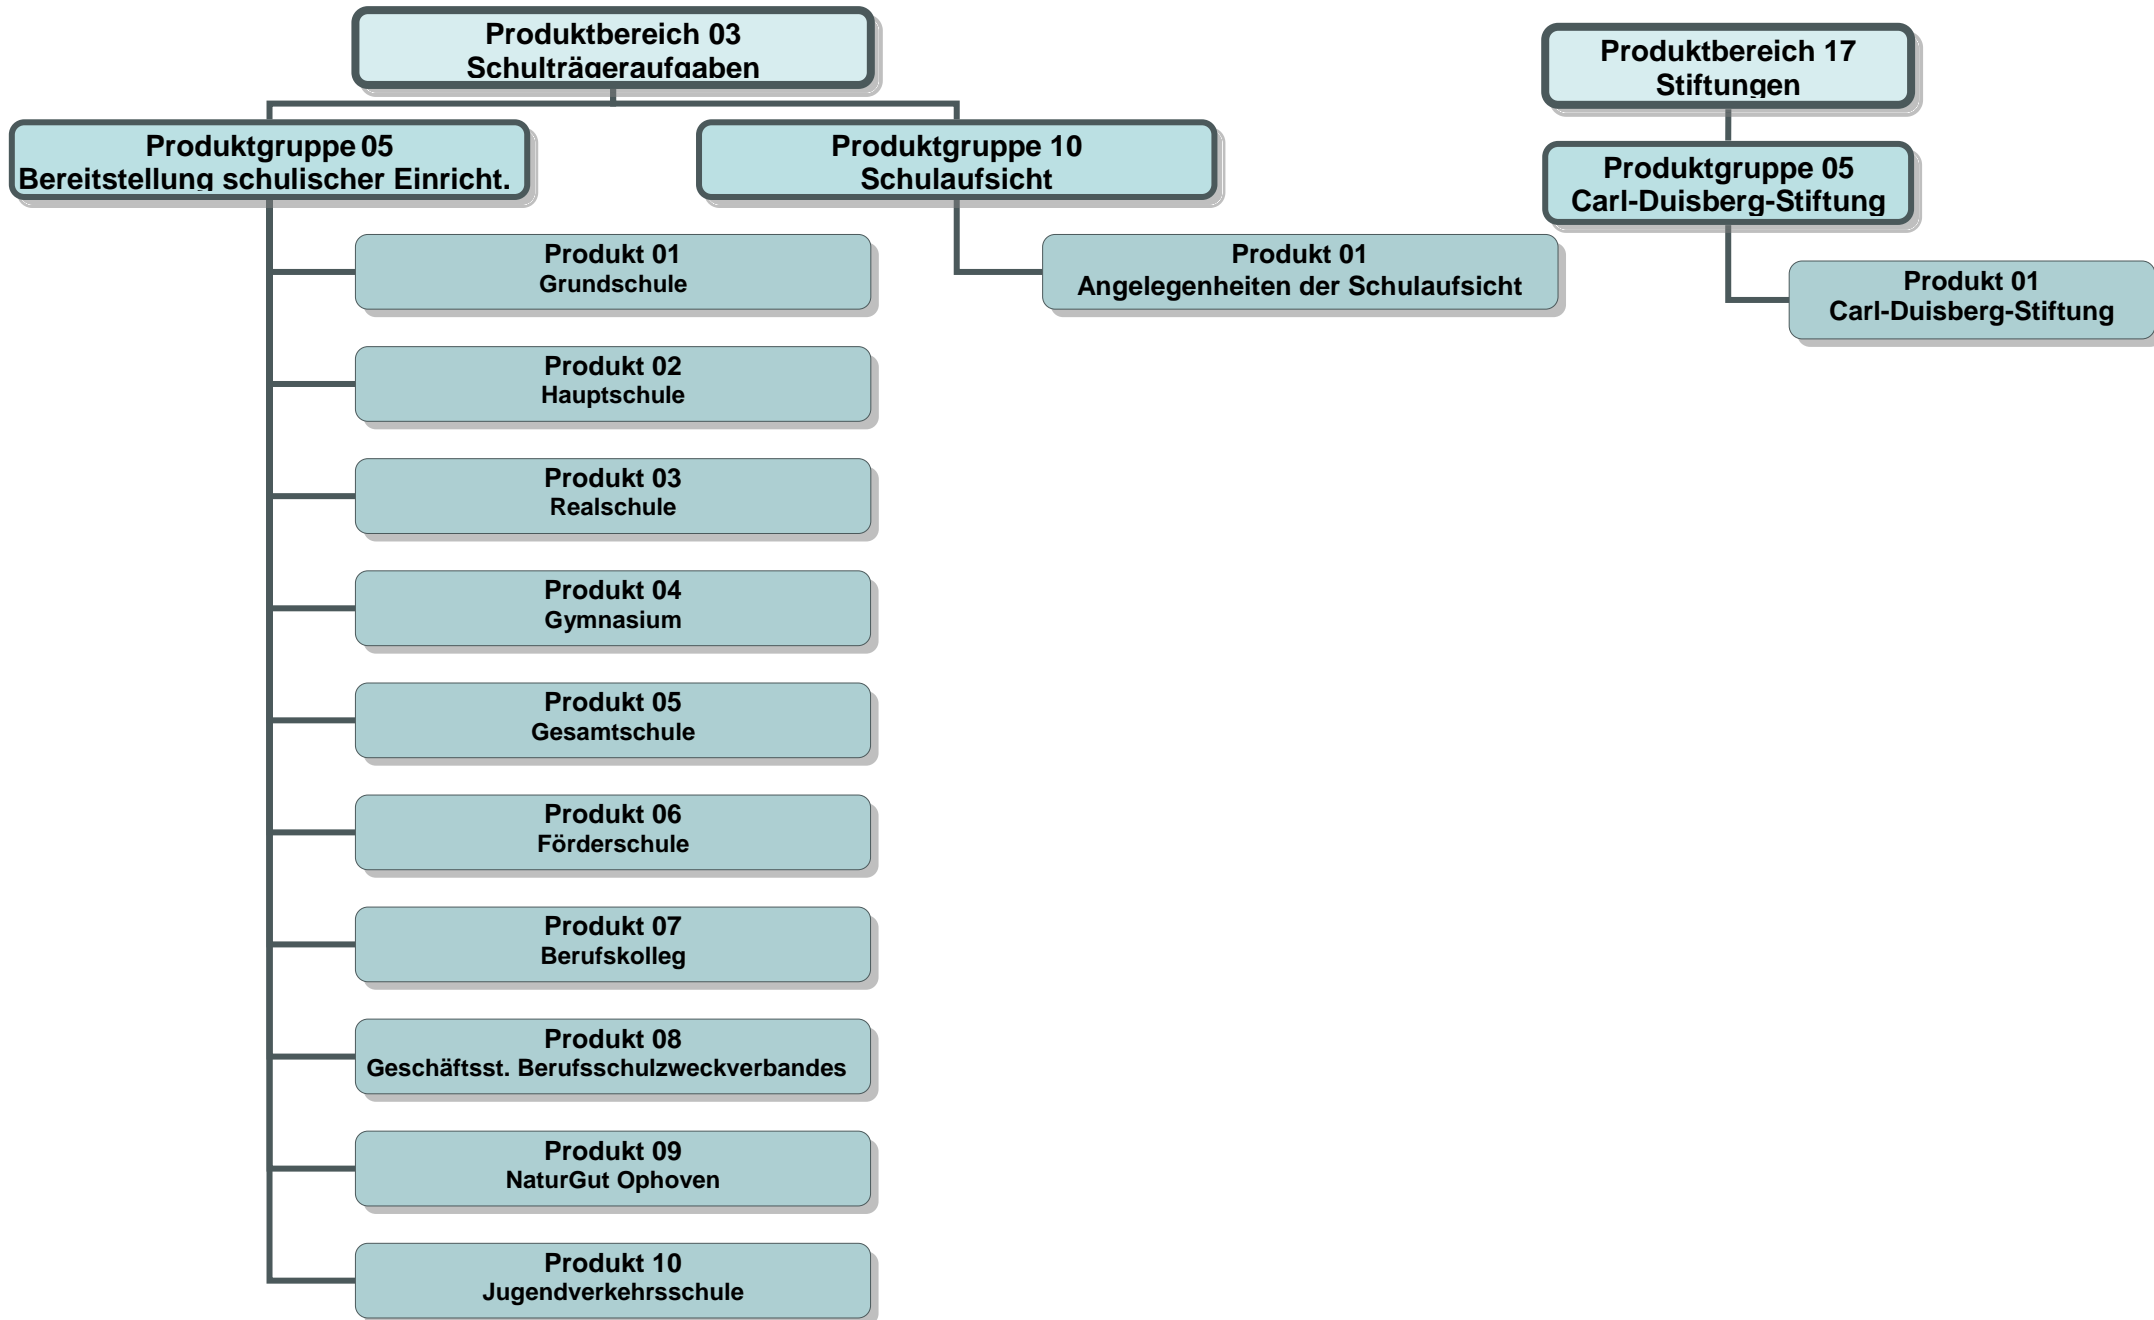 Produktbereich 03
Schulträgeraufgaben
Produktgruppe 05
Bereitstellung schulischer Einricht.
Produkt 01
Grundschule
Produkt 02
Hauptschule
Produkt 03
Realschule
Produkt 04
Gymnasium
Produkt 05
Gesamtschule
Produkt 06
Förderschule
Produkt 07
Berufskolleg
Produkt 08
Geschäftsst. Berufsschulzweckverbandes
Produkt 09
NaturGut Ophoven
Produkt 10
Jugendverkehrsschule
Produktgruppe 10
Schulaufsicht
Produkt 01
Angelegenheiten der Schulaufsicht
Produktbereich 17
Stiftungen
Produktgruppe 05
Carl-Duisberg-Stiftung
Produkt 01
Carl-Duisberg-Stiftung